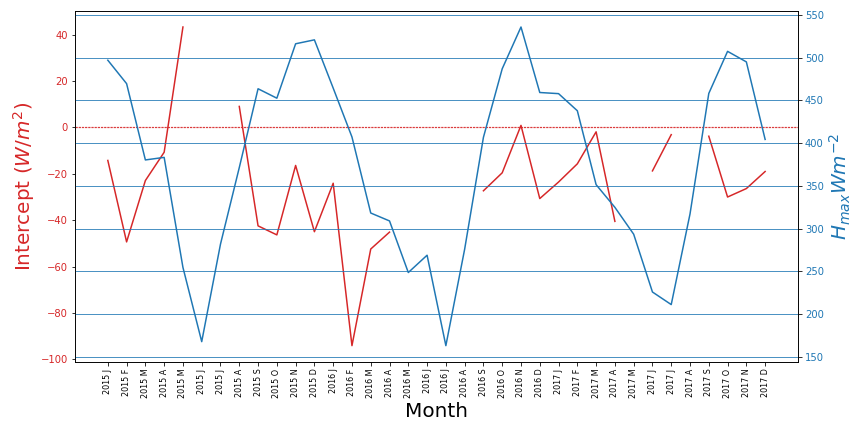 Intercept (W/m²)
40
20
0
−20
−40
−60
−80
−100
550
500
450
400
350
300
250
200
150
H_max Wm⁻²
2015 J
2015 F
2015 M
2015 A
2015 M
2015 J
2015 J
2015 A
2015 S
2015 O
2015 N
2015 D
2016 J
2016 F
2016 M
2016 A
2016 M
2016 J
2016 J
2016 A
2016 S
2016 O
2016 N
2016 D
2017 J
2017 F
2017 M
2017 A
2017 M
2017 J
2017 J
2017 A
2017 S
2017 O
2017 N
2017 D
Month